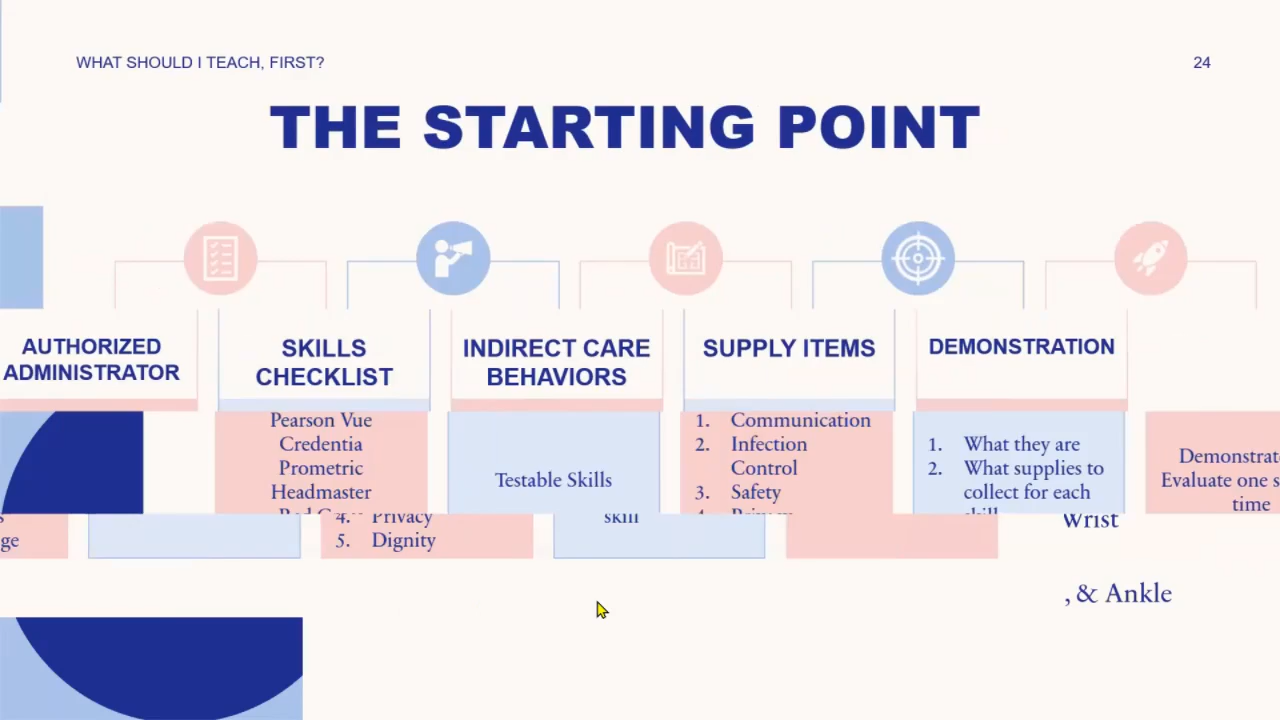 WHAT SHOULD I TEACH, FIRST?
24
THE STARTING POINT
AUTHORIZED
ADMINISTRATOR
SKILLS
CHECKLIST
INDIRECT CARE
BEHAVIORS
SUPPLY ITEMS
DEMONSTRATION
Pearson Vue
Credentia
Prometric
Headmaster
Testable Skills
1. Communication
2. Infection
Control
3. Safety
1. What they are
2. What supplies to
collect for each
skill
Demonstrat
Evaluate one s
time
ge
4. Privacy
5. Dignity
skill
Wrist
, & Ankle